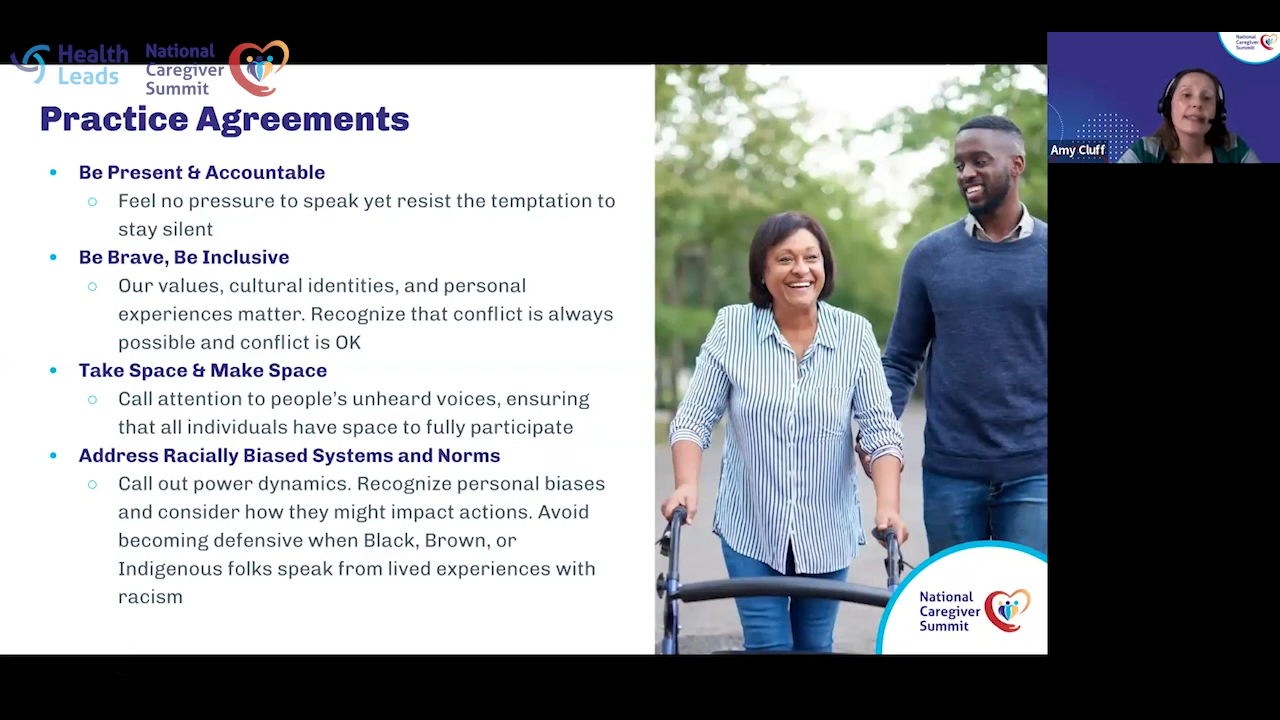 Health
Leads
National
Caregiver
Summit
Practice Agreements
Be Present & Accountable
Feel no pressure to speak yet resist the temptation to
stay silent
Be Brave, Be Inclusive
Our values, cultural identities, and personal
experiences matter. Recognize that conflict is always
possible and conflict is OK
Take Space & Make Space
Call attention to people’s unheard voices, ensuring
that all individuals have space to fully participate
Address Racially Biased Systems and Norms
Call out power dynamics. Recognize personal biases
and consider how they might impact actions. Avoid
becoming defensive when Black, Brown, or
Indigenous folks speak from lived experiences with
racism
National
Caregiver
Summit
National
Caregiver
Summit
Amy Cluff